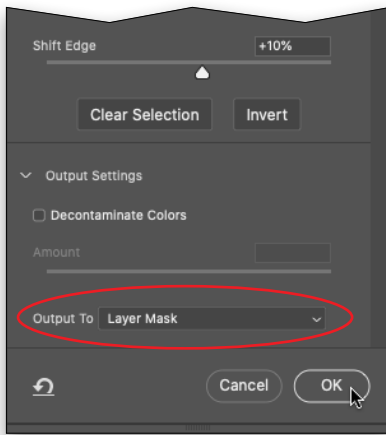 Shift Edge +10%
Clear Selection Invert
Output Settings
Decontaminate Colors
Amount
Output To Layer Mask
Cancel OK